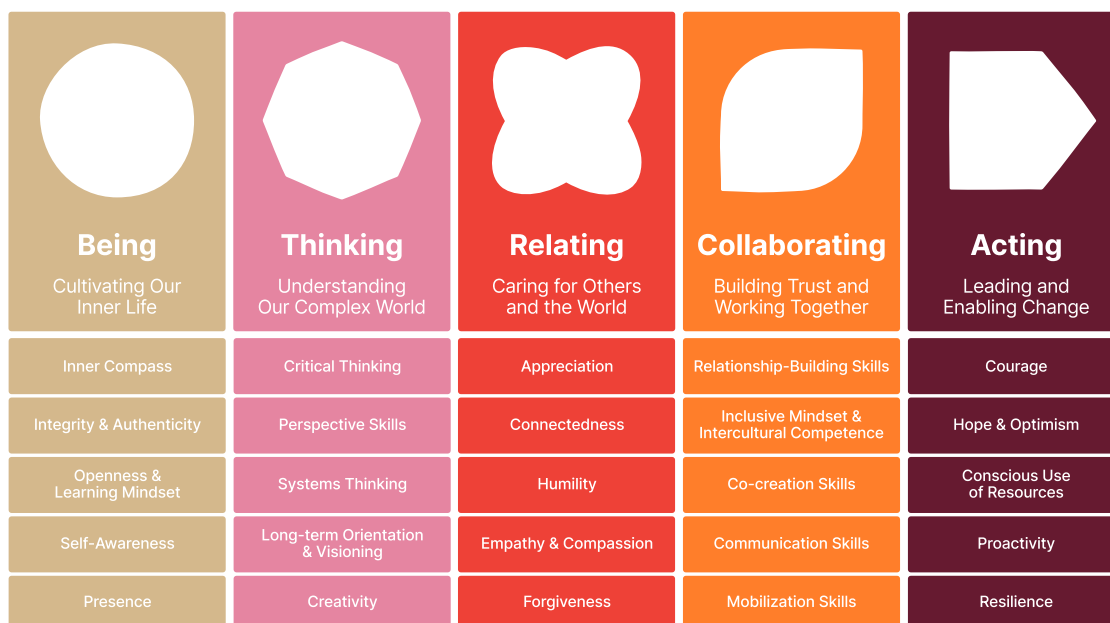 Being
Cultivating Our
Inner Life
Thinking
Understanding
Our Complex World
Relating
Caring for Others
and the World
Collaborating
Building Trust and
Working Together
Acting
Leading and
Enabling Change
Inner Compass
Critical Thinking
Appreciation
Relationship-Building Skills
Courage
Integrity & Authenticity
Perspective Skills
Connectedness
Inclusive Mindset &
Intercultural Competence
Hope & Optimism
Openness &
Learning Mindset
Systems Thinking
Humility
Co-creation Skills
Conscious Use
of Resources
Self-Awareness
Long-term Orientation
& Visioning
Empathy & Compassion
Communication Skills
Proactivity
Presence
Creativity
Forgiveness
Mobilization Skills
Resilience